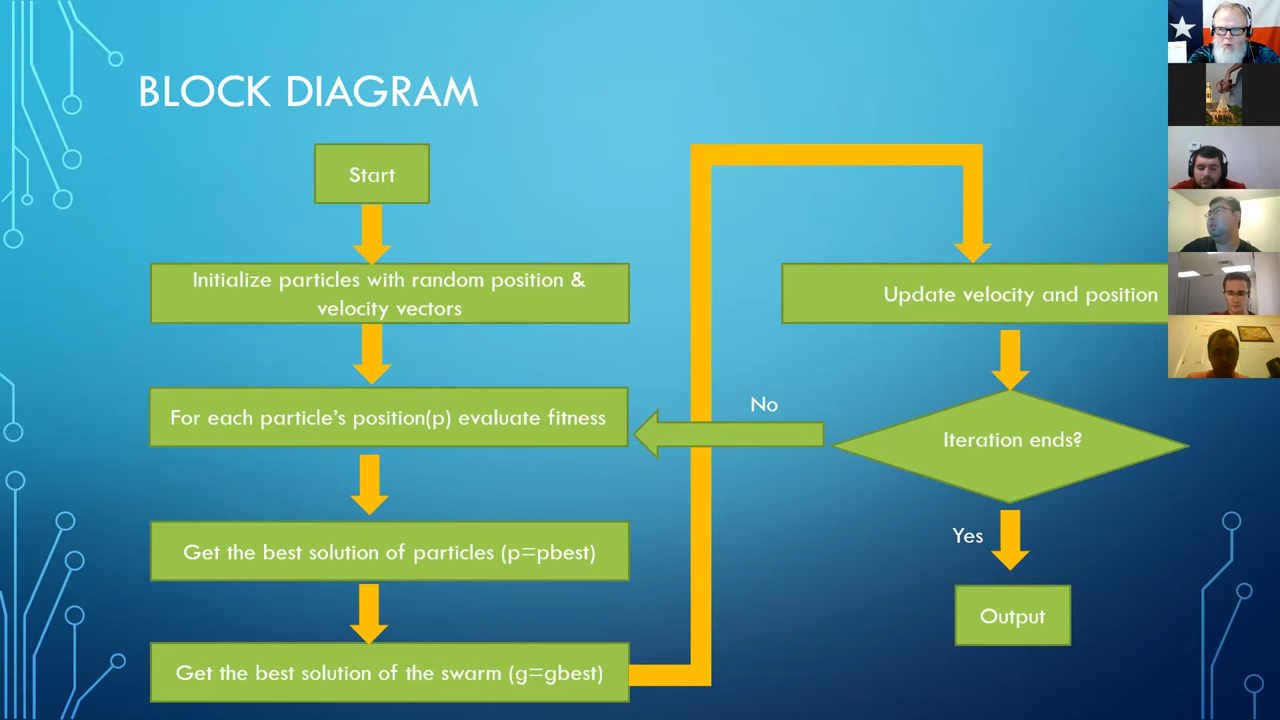 BLOCK DIAGRAM
Start
Initialize particles with random position &
velocity vectors
For each particle's position(p) evaluate fitness
Get the best solution of particles (p=pbest)
Get the best solution of the swarm (g=gbest)
Update velocity and position
Iteration ends?
No
Yes
Output